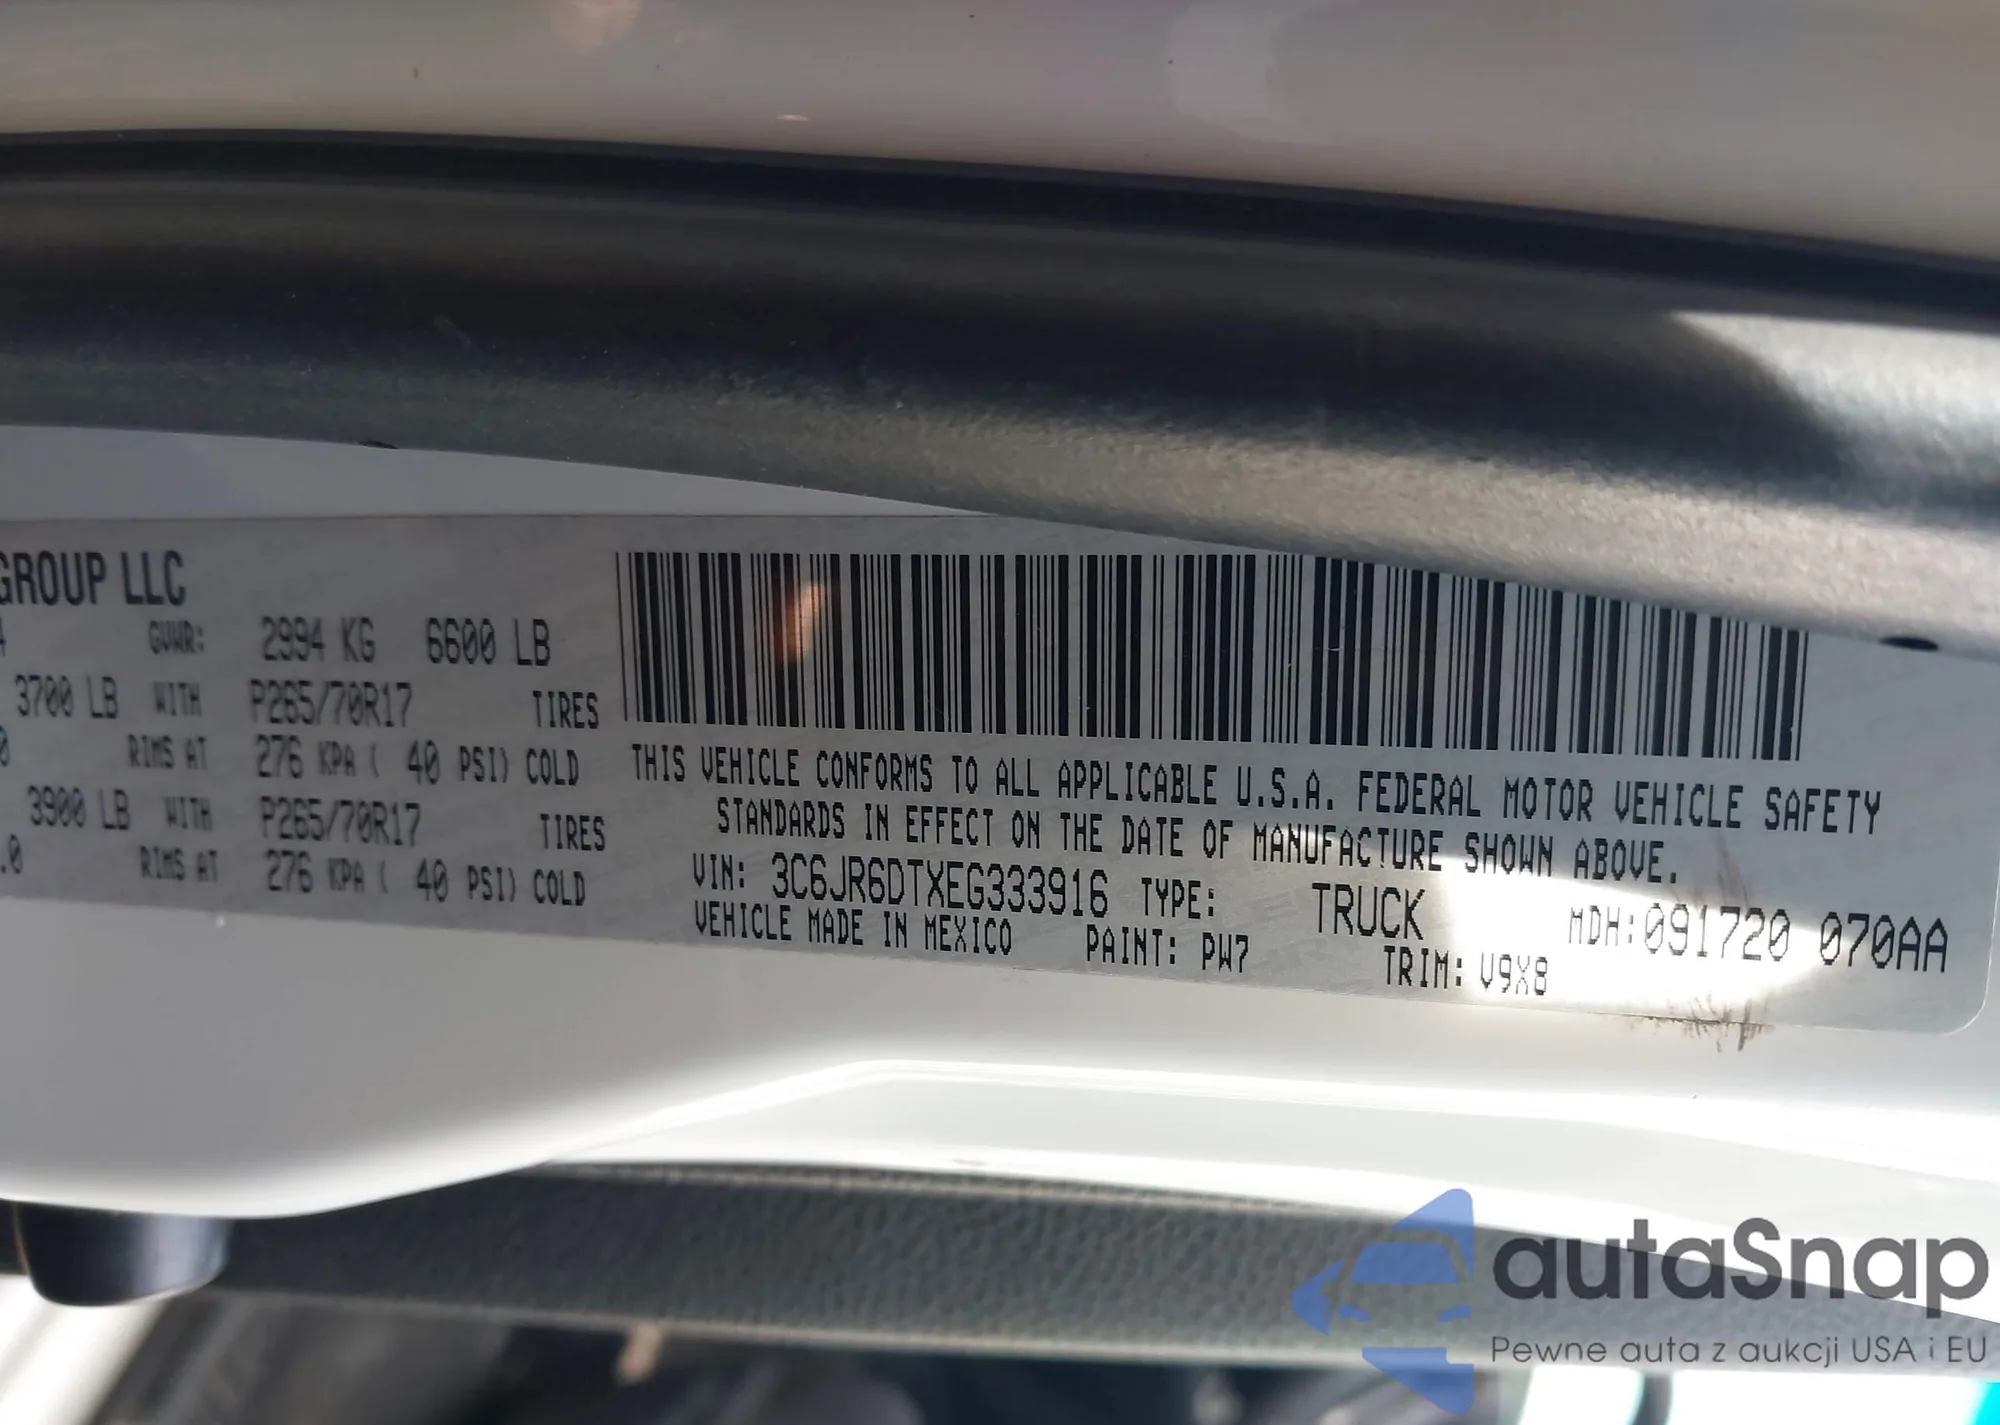 GROUP LLC
GVWR: 2994 KG 6600 LB
3700 LB WITH P265/70R17 TIRES
RIMS AT 276 KPA ( 40 PSI) COLD
3900 LB WITH P265/70R17 TIRES
.0 RIMS AT 276 KPA ( 40 PSI) COLD
THIS VEHICLE CONFORMS TO ALL APPLICABLE U.S.A. FEDERAL MOTOR VEHICLE SAFETY
STANDARDS IN EFFECT ON THE DATE OF MANUFACTURE SHOWN ABOVE.
VIN: 3C6JR6DTXEG333916 TYPE: TRUCK MDH:091720 070AA
VEHICLE MADE IN MEXICO PAINT: PW7 TRIM: V9X8
autaSnap
Pewne auta z aukcji USA i EU